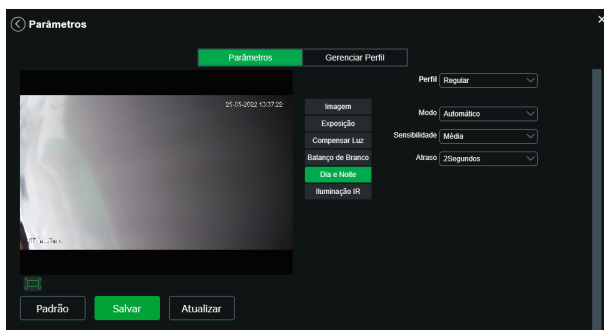 Parâmetros
Parâmetros
Gerenciar Perfil
Perfil
Regular
25-05-2022 13:37:22
Imagem
Exposição
Compensar Luz
Balanço de Branco
Dia e Noite
Iluminação IR
Modo
Automático
Sensibilidade
Média
Atraso
2Segundos
Padrão
Salvar
Atualizar